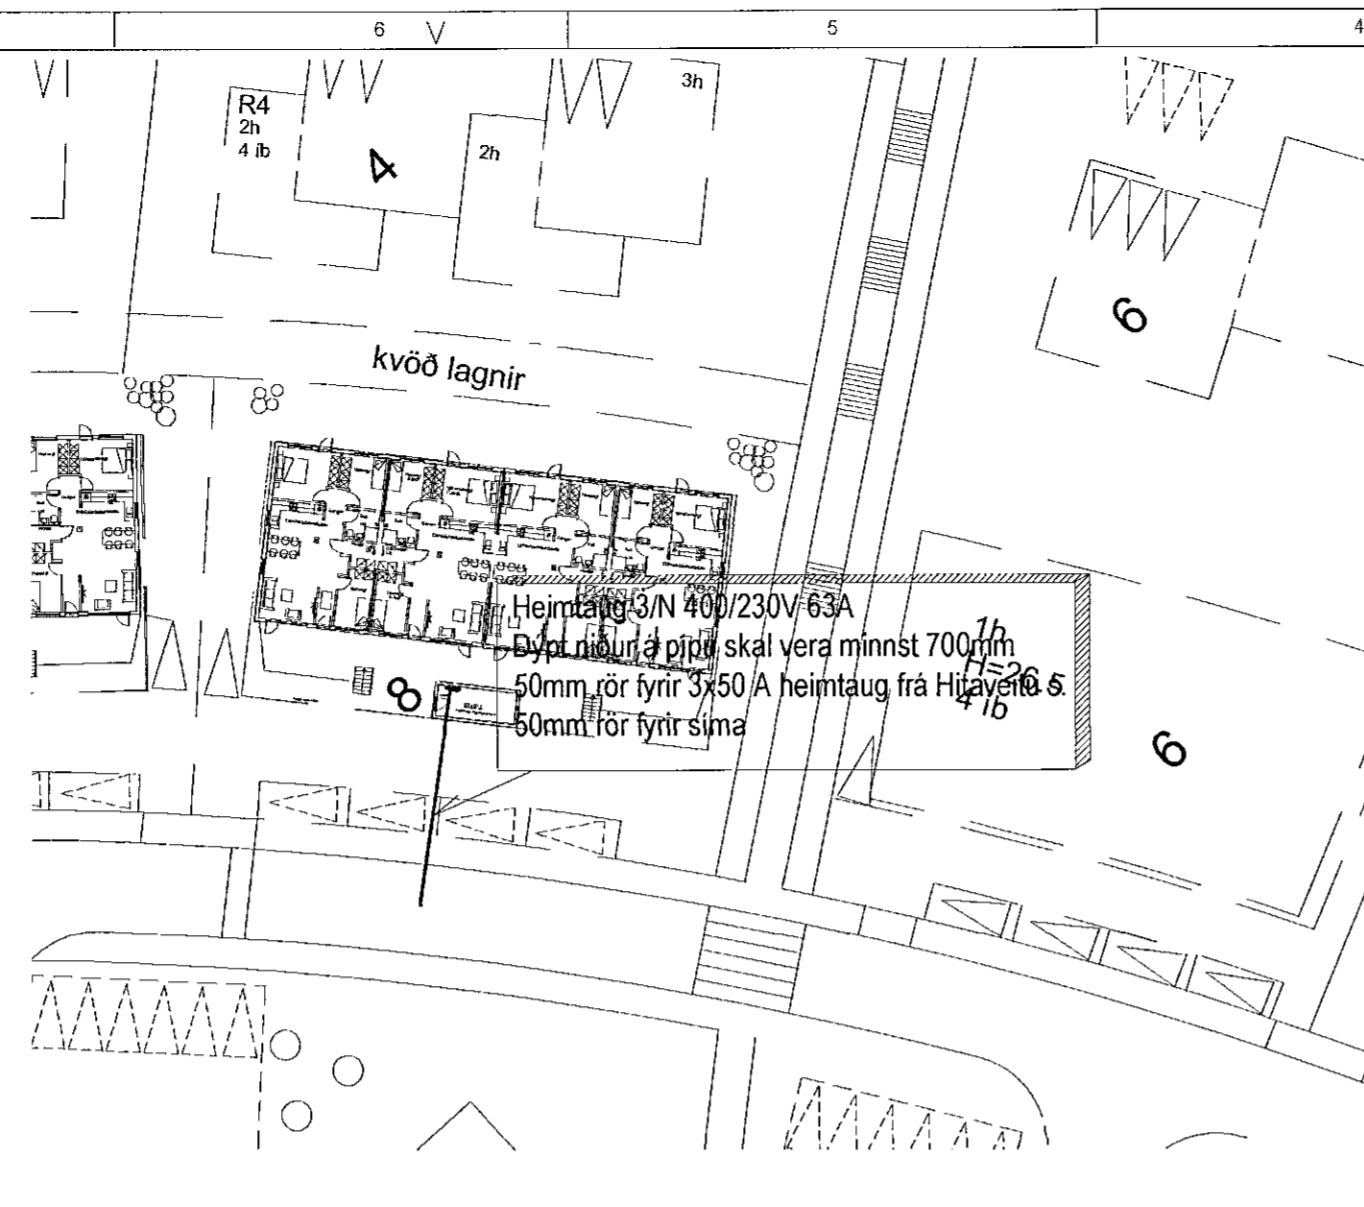 6
5
4
R4
2h
4 íb
4
2h
3h
6
kvöð lagnir
Heimtaug 3/N 400/230V 63A
Dýpt niður á pípu skal vera minnst 700mm
50mm rör fyrir 3x50 A heimtaug frá Hitaveitu s.
50mm rör fyrir síma
1h
H=26.5
4 íb
8
6